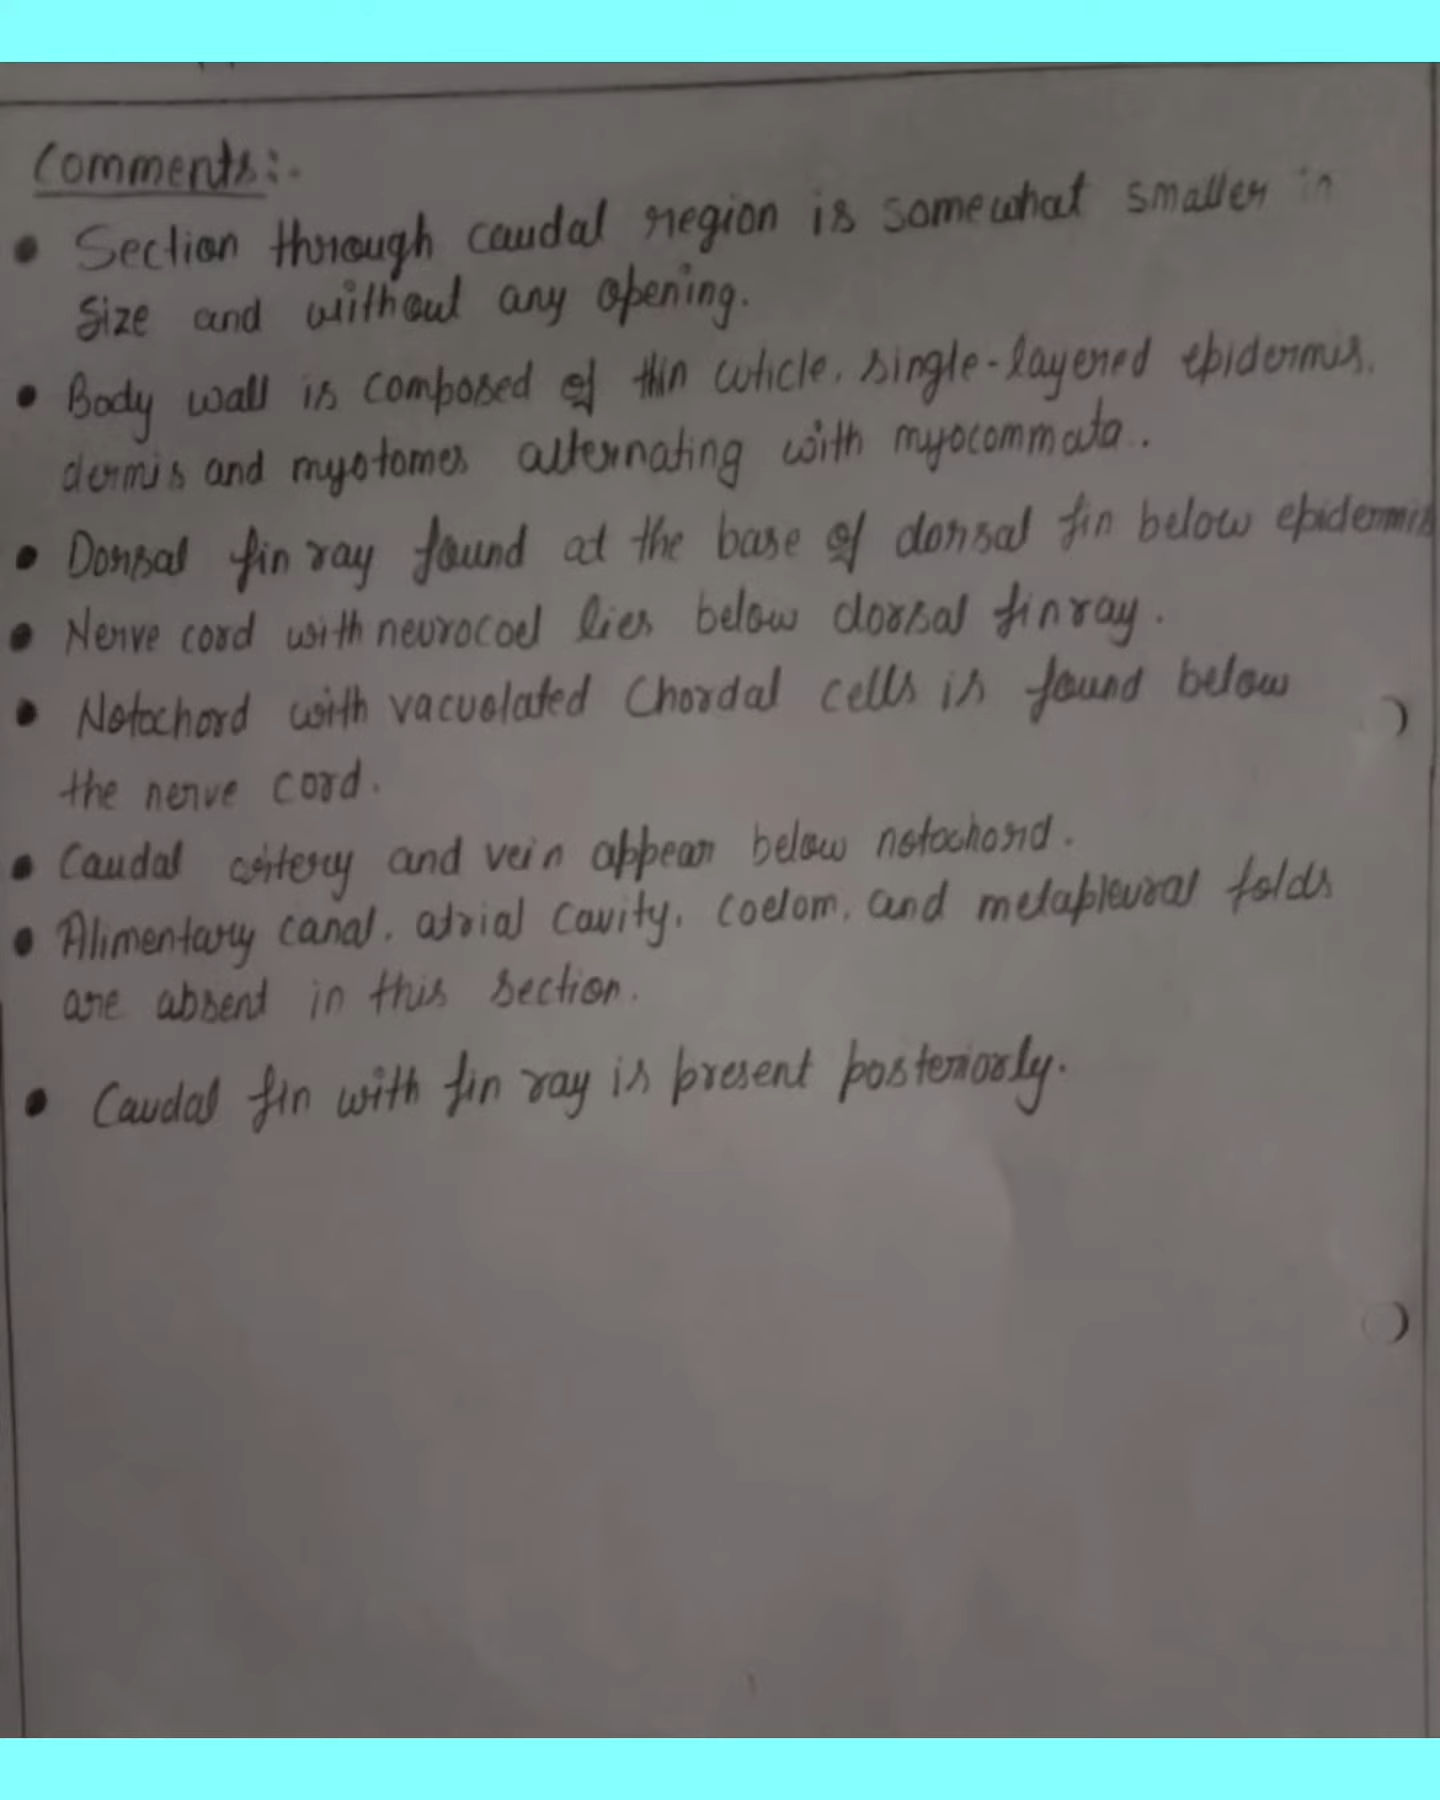 Comments:-
• Section through caudal region is somewhat smaller in
size and without any opening.
• Body wall is composed of thin cuticle, single-layered epidermis,
dermis and myotomes alternating with myocommata.
• Dorsal fin ray found at the base of dorsal fin below epidermis
• Nerve cord with neurocoel lies below dorsal fin ray.
• Notochord with vacuolated Chordal cells is found below
the nerve cord.
• Caudal artery and vein appear below notochord.
• Alimentary canal, atrial cavity, coelom, and metapleural folds
are absent in this section.
• Caudal fin with fin ray is present posteriorly.